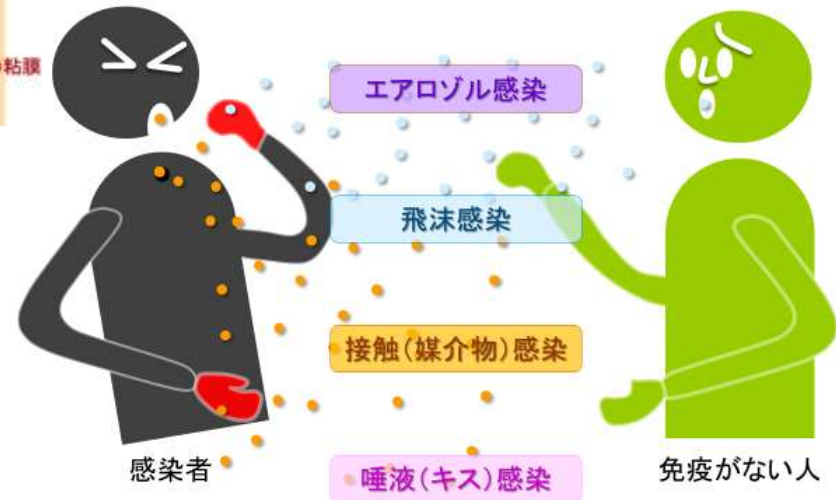 粘膜
エアロゾル感染
飛沫感染
接触(媒介物)感染
唾液(キス)感染
感染者
免疫がない人